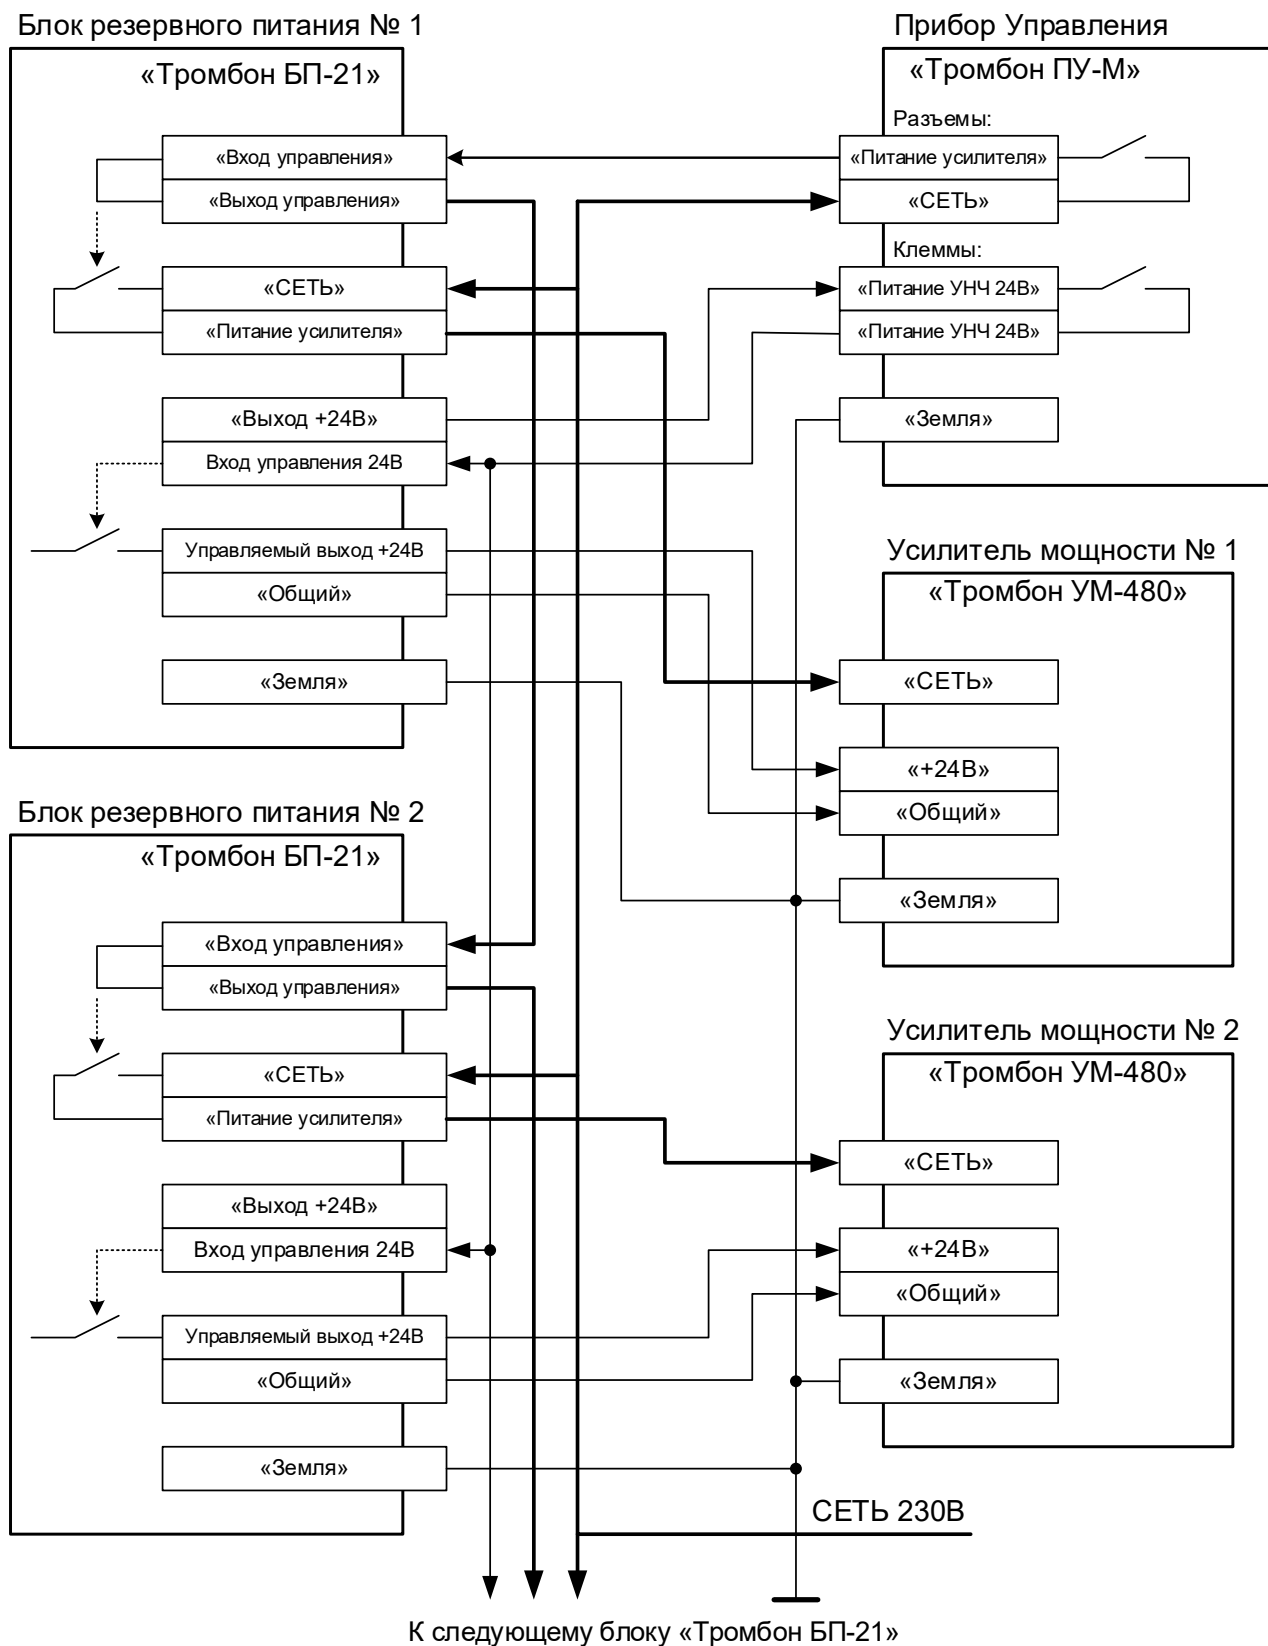 Блок резервного питания № 1
«Тромбон БП-21»
«Вход управления»
«Выход управления»
«СЕТЬ»
«Питание усилителя»
«Выход +24В»
Вход управления 24В
Управляемый выход +24В
«Общий»
«Земля»
Прибор Управления
«Тромбон ПУ-М»
Разъемы:
«Питание усилителя»
«СЕТЬ»
Клеммы:
«Питание УНЧ 24В»
«Питание УНЧ 24В»
«Земля»
Усилитель мощности № 1
«Тромбон УМ-480»
«СЕТЬ»
«+24В»
«Общий»
«Земля»
Блок резервного питания № 2
«Тромбон БП-21»
«Вход управления»
«Выход управления»
«СЕТЬ»
«Питание усилителя»
«Выход +24В»
Вход управления 24В
Управляемый выход +24В
«Общий»
«Земля»
Усилитель мощности № 2
«Тромбон УМ-480»
«СЕТЬ»
«+24В»
«Общий»
«Земля»
СЕТЬ 230В
К следующему блоку «Тромбон БП-21»